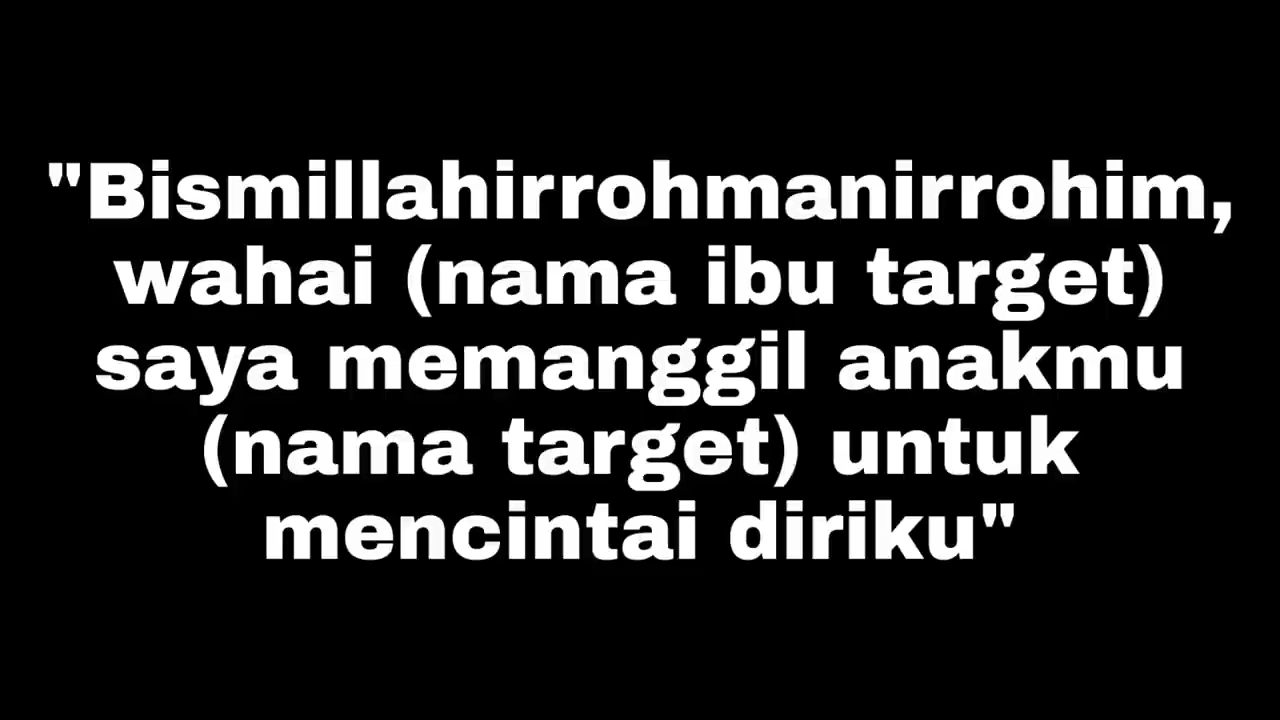 "Bismillahirrohmanirrohim,
wahai (nama ibu target)
saya memanggil anakmu
(nama target) untuk
mencintai diriku"